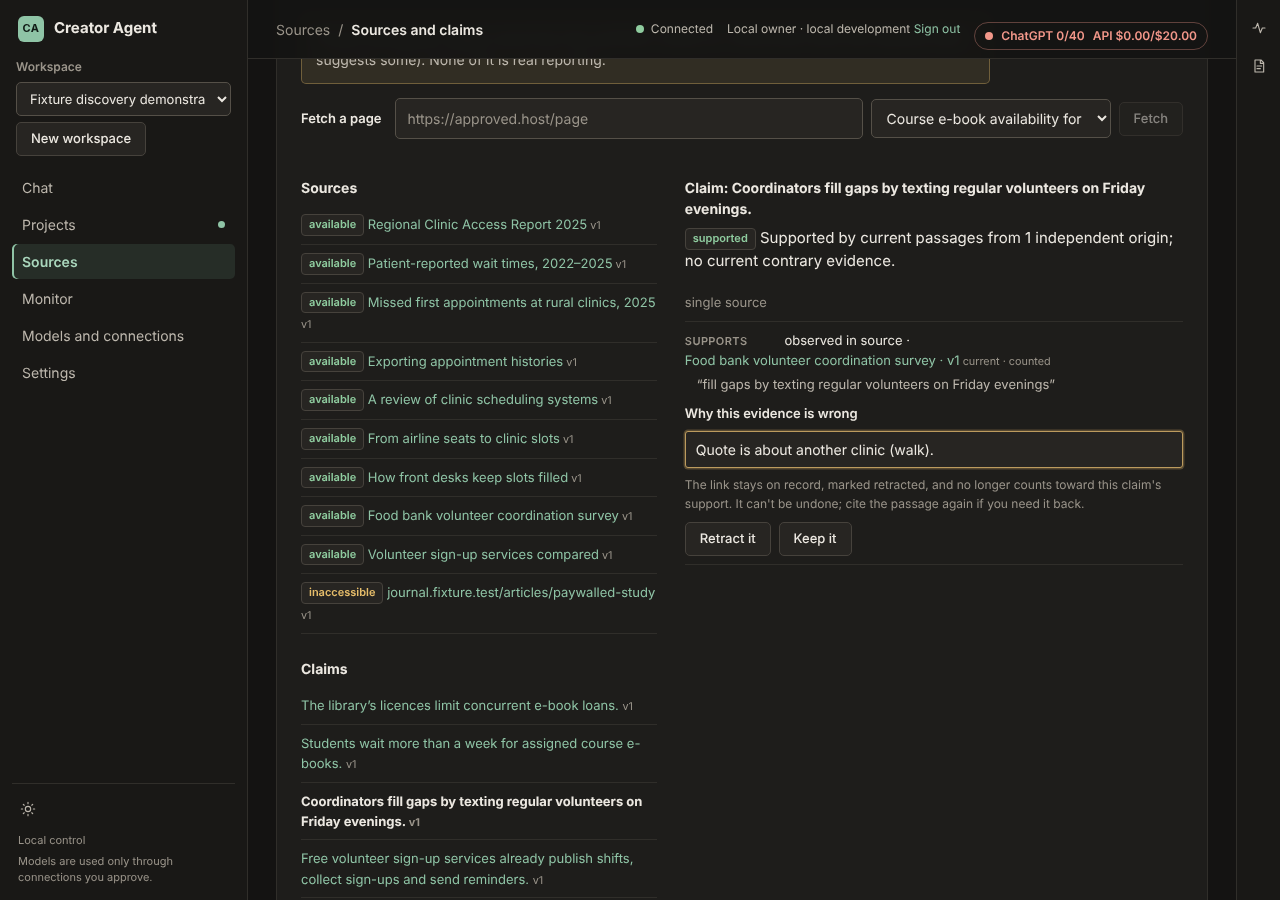 CA Creator Agent
Workspace
Fixture discovery demonstra
New workspace
Chat
Projects
Sources
Monitor
Models and connections
Settings
Local control
Models are used only through
connections you approve.
Sources / Sources and claims
Connected
Local owner · local development Sign out
ChatGPT 0/40 API $0.00/$20.00
suggests some). None of it is real reporting.
Fetch a page
https://approved.host/page
Course e-book availability for
Fetch
Sources
available Regional Clinic Access Report 2025 v1
available Patient-reported wait times, 2022–2025 v1
available Missed first appointments at rural clinics, 2025
v1
available Exporting appointment histories v1
available A review of clinic scheduling systems v1
available From airline seats to clinic slots v1
available How front desks keep slots filled v1
available Food bank volunteer coordination survey v1
available Volunteer sign-up services compared v1
inaccessible journal.fixture.test/articles/paywalled-study
v1
Claims
The library’s licences limit concurrent e-book loans. v1
Students wait more than a week for assigned course e-
books. v1
Coordinators fill gaps by texting regular volunteers on
Friday evenings. v1
Free volunteer sign-up services already publish shifts,
collect sign-ups and send reminders. v1
Claim: Coordinators fill gaps by texting regular volunteers on Friday
evenings.
supported Supported by current passages from 1 independent origin;
no current contrary evidence.
single source
SUPPORTS observed in source ·
Food bank volunteer coordination survey · v1 current · counted
“fill gaps by texting regular volunteers on Friday evenings”
Why this evidence is wrong
Quote is about another clinic (walk).
The link stays on record, marked retracted, and no longer counts toward this claim's
support. It can't be undone; cite the passage again if you need it back.
Retract it
Keep it